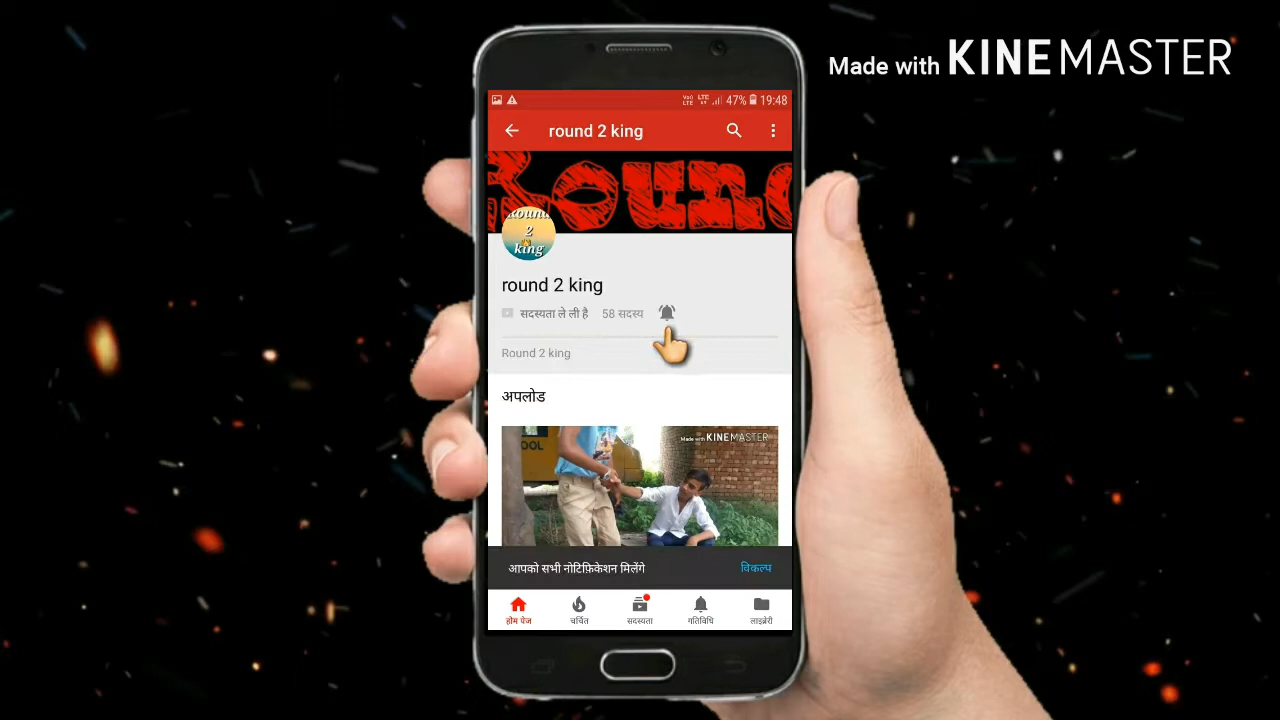 Made with KINEMASTER
47% 19:48
round 2 king
Round
Round
2
king
round 2 king
सदस्यता ले ली है 58 सदस्य
Round 2 king
अपलोड
OOL
Made with KINEMASTER
आपको सभी नोटिफ़िकेशन मिलेंगे विकल्प
होम पेज चर्चित सदस्यता गतिविधि लाइब्रेरी